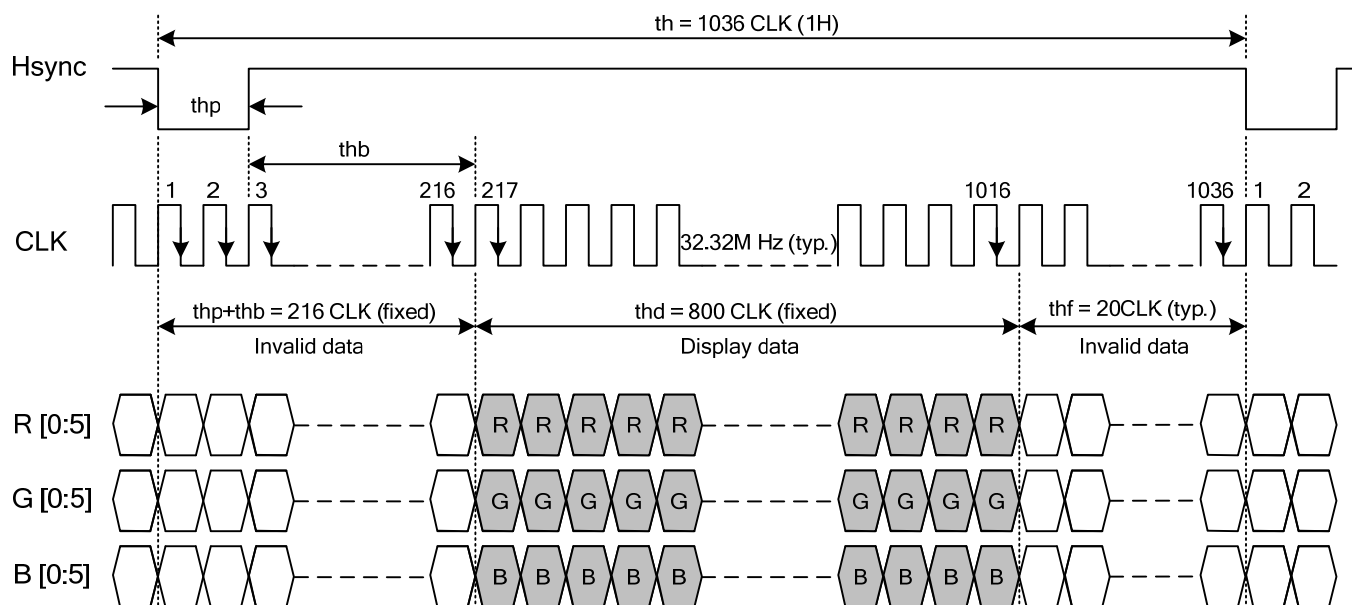 th = 1036 CLK (1H)
Hsync
thp
thb
1 2 3 216 217 1016 1036 1 2
CLK
32.32M Hz (typ.)
thp+thb = 216 CLK (fixed) thd = 800 CLK (fixed) thf = 20CLK (typ.)
Invalid data Display data Invalid data
R [0:5] R R R R R R R R R
G [0:5] G G G G G G G G G
B [0:5] B B B B B B B B B